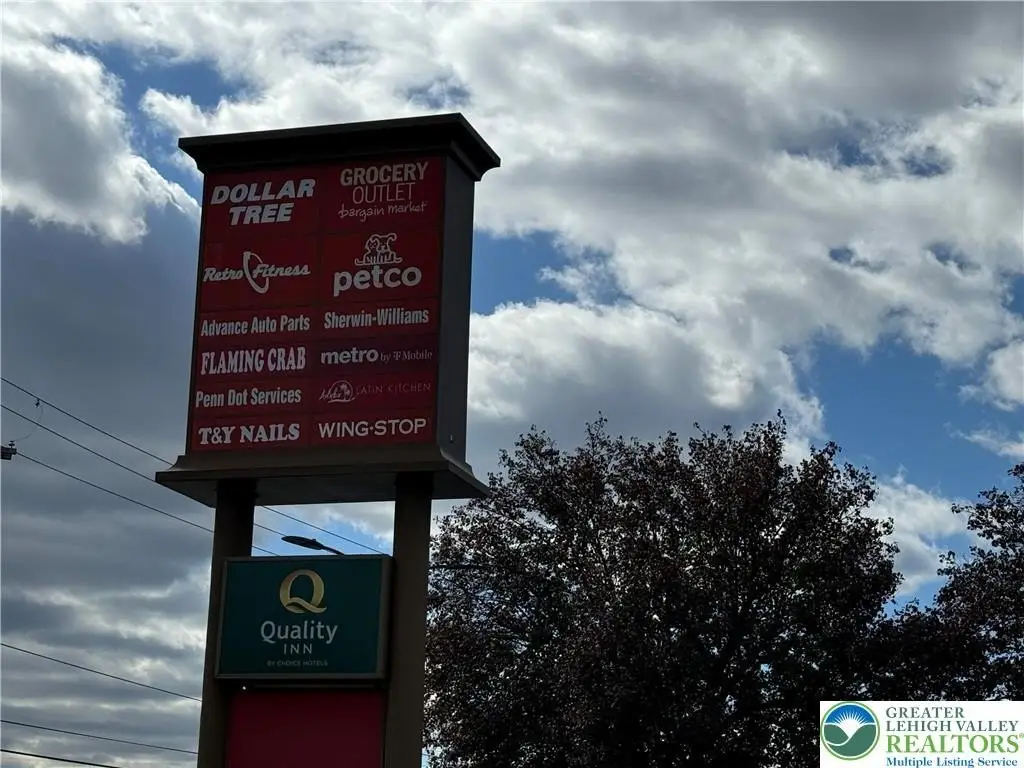 DOLLAR
TREE
GROCERY
OUTLET
bargain market
Retro Fitness
petco
Advance Auto Parts
Sherwin-Williams
FLAMING CRAB
metro by T Mobile
Penn Dot Services
LATIN KITCHEN
T&Y NAILS
WING·STOP
Q
Quality
INN
BY CHOICE HOTELS
GREATER
LEHIGH VALLEY
REALTORS®
Multiple Listing Service